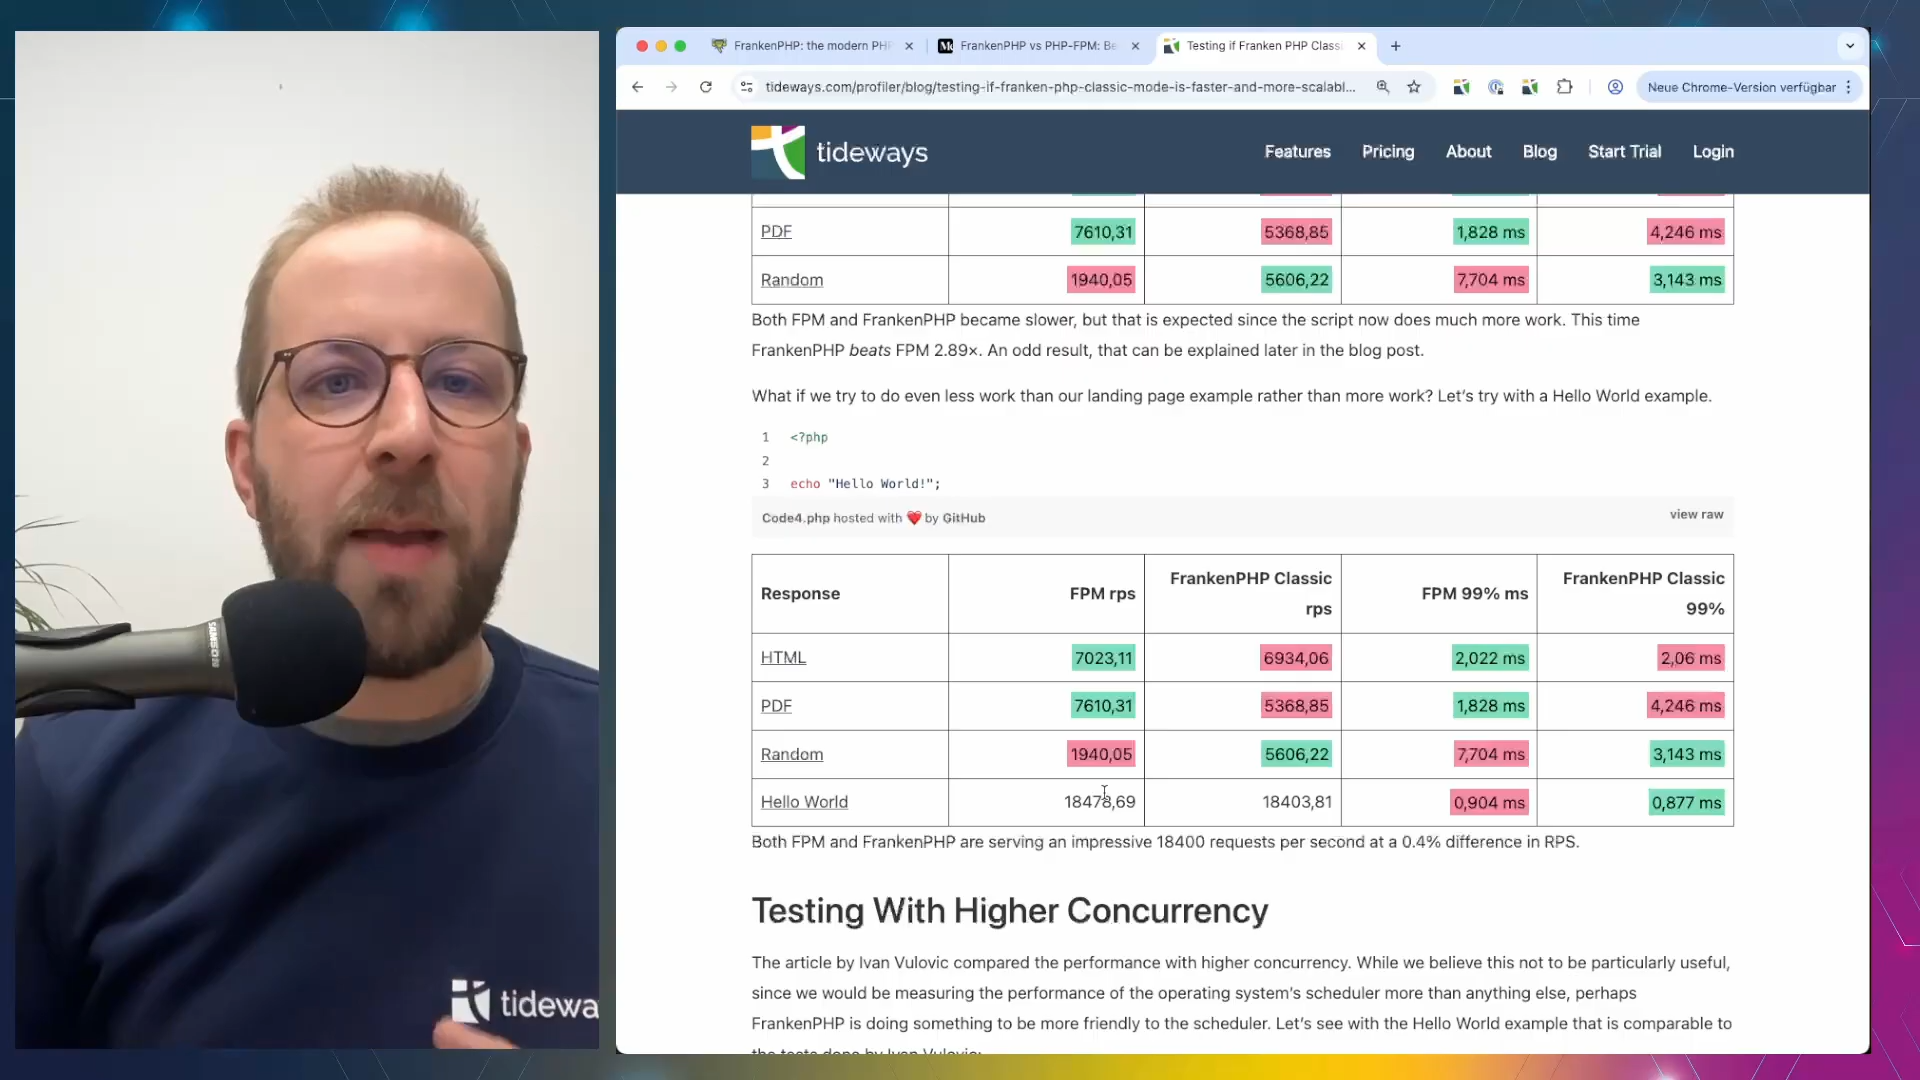 FrankenPHP: the modern PHP
FrankenPHP vs PHP-FPM: Be
Testing if Franken PHP Class
tideways.com/profiler/blog/testing-if-franken-php-classic-mode-is-faster-and-more-scalabl...
Neue Chrome-Version verfügbar
tideways
Features
Pricing
About
Blog
Start Trial
Login
PDF 7610,31 5368,85 1,828 ms 4,246 ms
Random 1940,05 5606,22 7,704 ms 3,143 ms
Both FPM and FrankenPHP became slower, but that is expected since the script now does much more work. This time
FrankenPHP beats FPM 2.89×. An odd result, that can be explained later in the blog post.
What if we try to do even less work than our landing page example rather than more work? Let's try with a Hello World example.
1 <?php
2
3 echo "Hello World!";
Code4.php hosted with ❤ by GitHub
view raw
Response FPM rps FrankenPHP Classic rps FPM 99% ms FrankenPHP Classic 99%
HTML 7023,11 6934,06 2,022 ms 2,06 ms
PDF 7610,31 5368,85 1,828 ms 4,246 ms
Random 1940,05 5606,22 7,704 ms 3,143 ms
Hello World 18478,69 18403,81 0,904 ms 0,877 ms
Both FPM and FrankenPHP are serving an impressive 18400 requests per second at a 0.4% difference in RPS.
Testing With Higher Concurrency
The article by Ivan Vulovic compared the performance with higher concurrency. While we believe this not to be particularly useful,
since we would be measuring the performance of the operating system's scheduler more than anything else, perhaps
FrankenPHP is doing something to be more friendly to the scheduler. Let's see with the Hello World example that is comparable to
the tests done by Ivan Vulovic:
SAMSON
tidewa